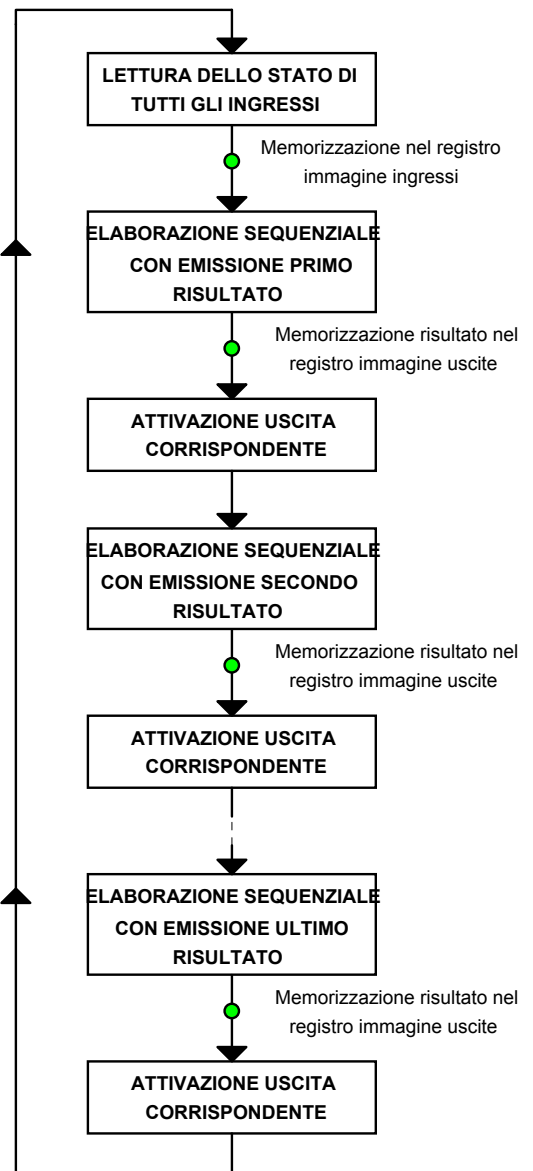 LETTURA DELLO STATO DI
TUTTI GLI INGRESSI
Memorizzazione nel registro
immagine ingressi
ELABORAZIONE SEQUENZIALE
CON EMISSIONE PRIMO
RISULTATO
Memorizzazione risultato nel
registro immagine uscite
ATTIVAZIONE USCITA
CORRISPONDENTE
ELABORAZIONE SEQUENZIALE
CON EMISSIONE SECONDO
RISULTATO
Memorizzazione risultato nel
registro immagine uscite
ATTIVAZIONE USCITA
CORRISPONDENTE
ELABORAZIONE SEQUENZIALE
CON EMISSIONE ULTIMO
RISULTATO
Memorizzazione risultato nel
registro immagine uscite
ATTIVAZIONE USCITA
CORRISPONDENTE